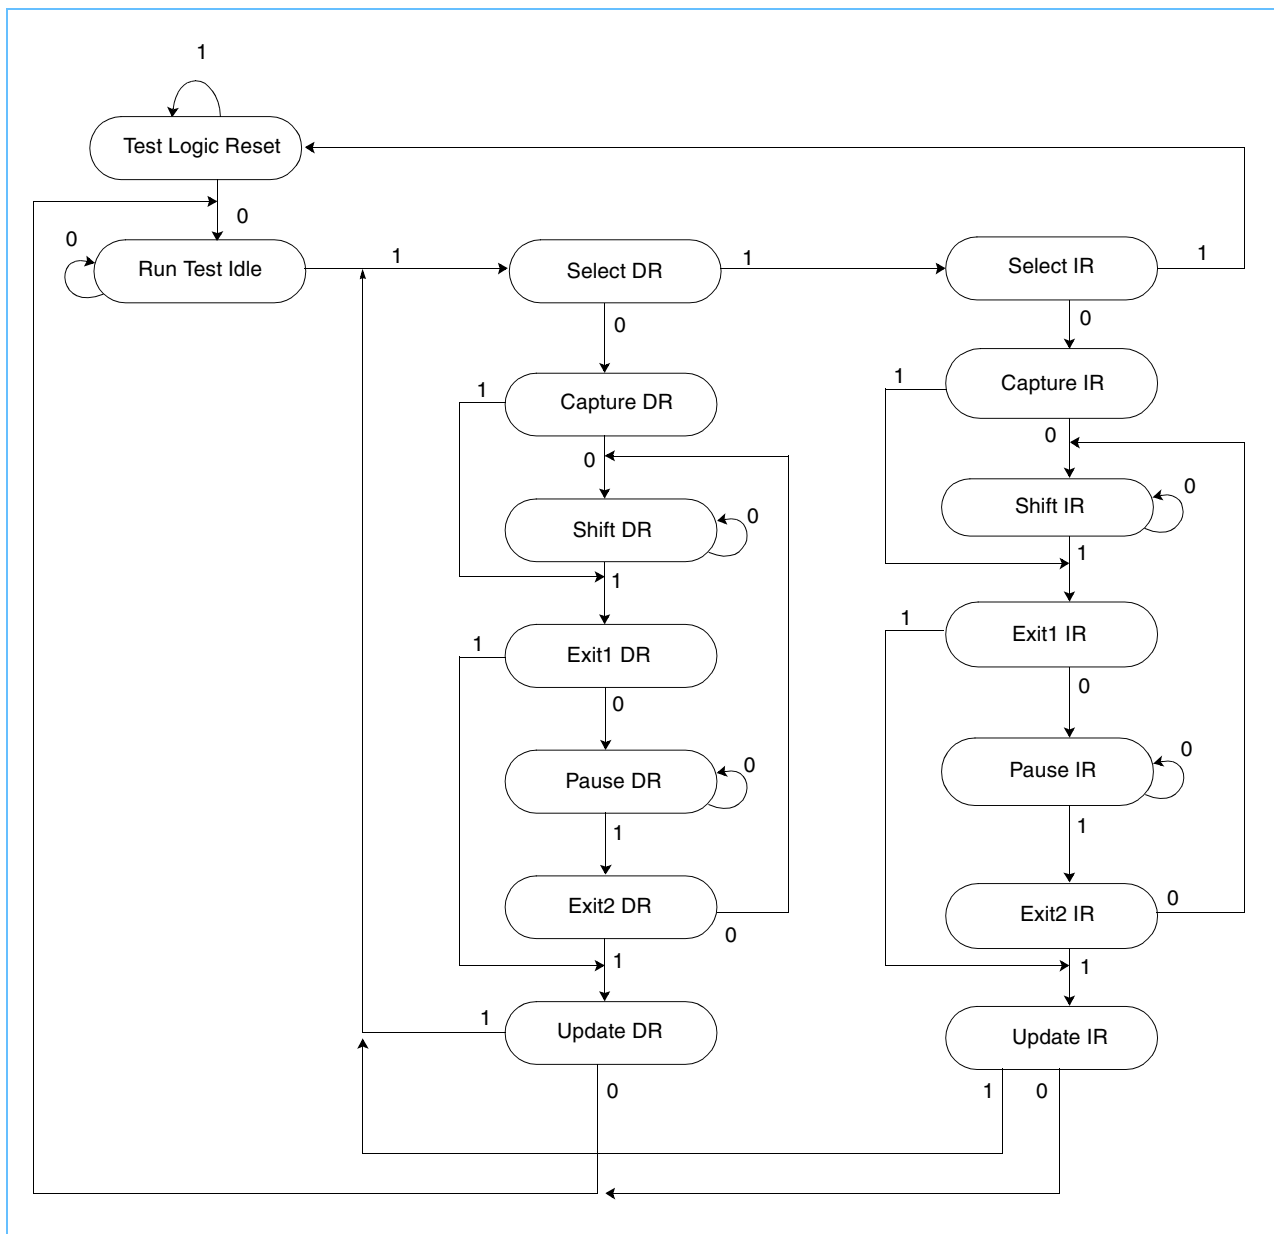 1
Test Logic Reset
0
0
Run Test Idle
1
Select DR
1
Select IR
1
0
0
1
Capture DR
1
Capture IR
0
0
Shift DR
0
Shift IR
0
1
1
1
Exit1 DR
1
Exit1 IR
0
0
Pause DR
0
Pause IR
0
1
1
Exit2 DR
0
Exit2 IR
0
1
1
1
Update DR
Update IR
0
1
0